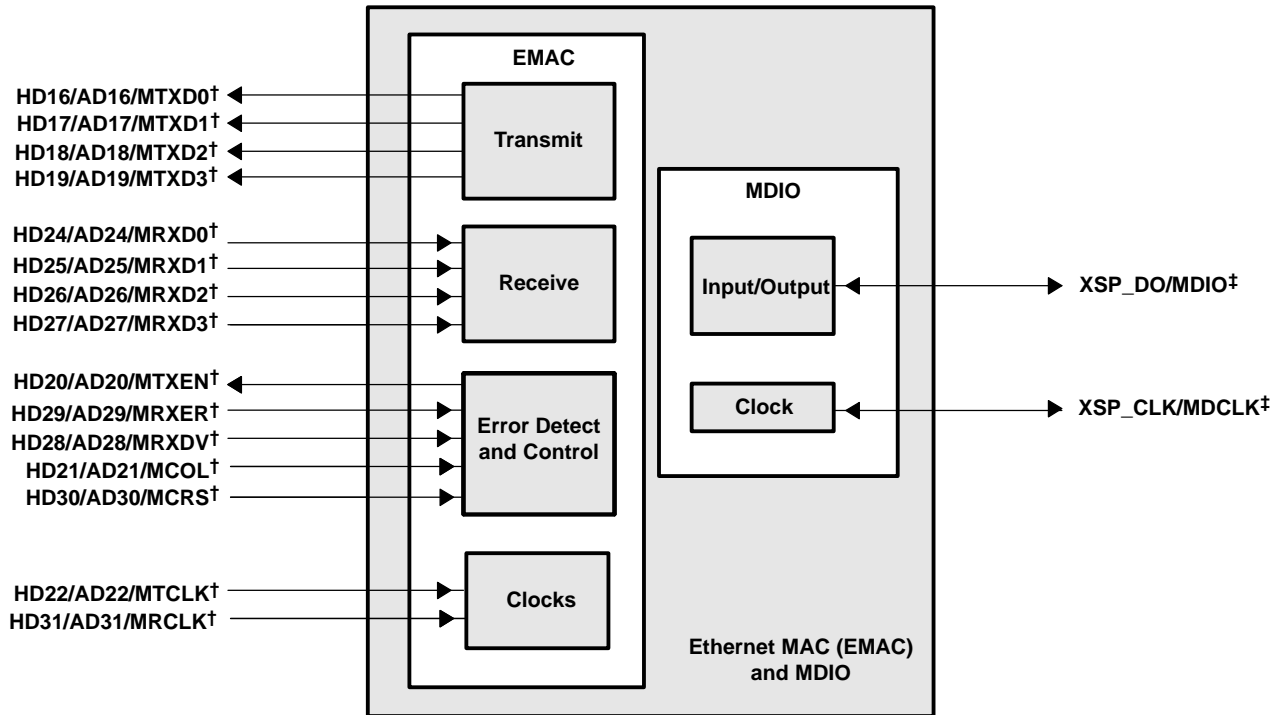 EMAC
HD16/AD16/MTXD0†
HD17/AD17/MTXD1†
HD18/AD18/MTXD2†
HD19/AD19/MTXD3†
Transmit
HD24/AD24/MRXD0†
HD25/AD25/MRXD1†
HD26/AD26/MRXD2†
HD27/AD27/MRXD3†
Receive
HD20/AD20/MTXEN†
HD29/AD29/MRXER†
HD28/AD28/MRXDV†
HD21/AD21/MCOL†
HD30/AD30/MCRS†
Error Detect
and Control
HD22/AD22/MTCLK†
HD31/AD31/MRCLK†
Clocks
MDIO
Input/Output
XSP_DO/MDIO‡
Clock
XSP_CLK/MDCLK‡
Ethernet MAC (EMAC)
and MDIO